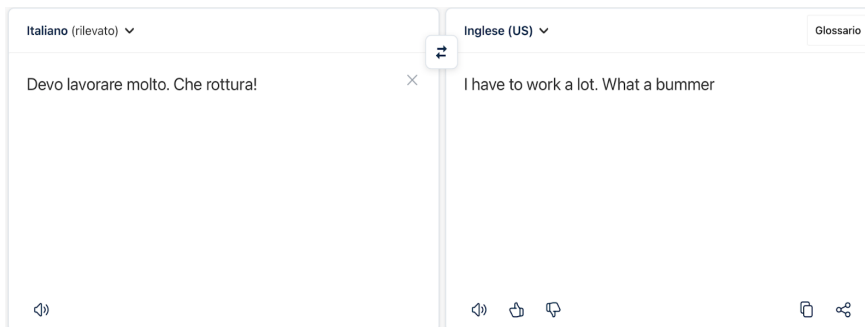 Italiano (rilevato)
Inglese (US)
Glossario
Devo lavorare molto. Che rottura!
I have to work a lot. What a bummer